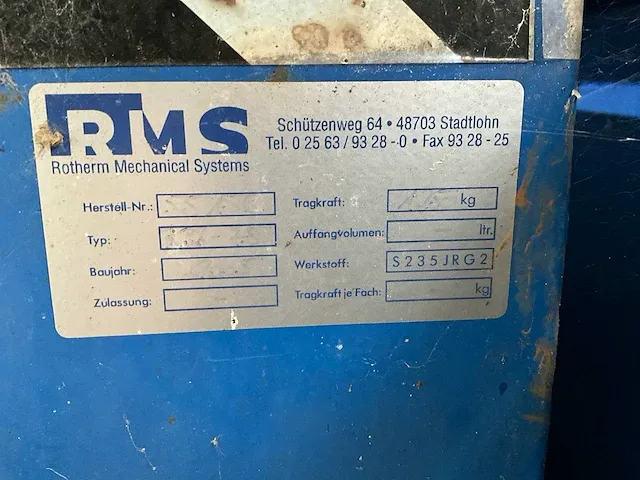 RMS
Rotherm Mechanical Systems
Schützenweg 64 • 48703 Stadtlohn
Tel. 0 25 63 / 93 28 - 0 • Fax 93 28 - 25
Herstell-Nr.:
Typ:
Baujahr:
Zulassung:
Tragkraft: kg
Auffangvolumen: ltr.
Werkstoff: S235JRG2
Tragkraft je Fach: kg